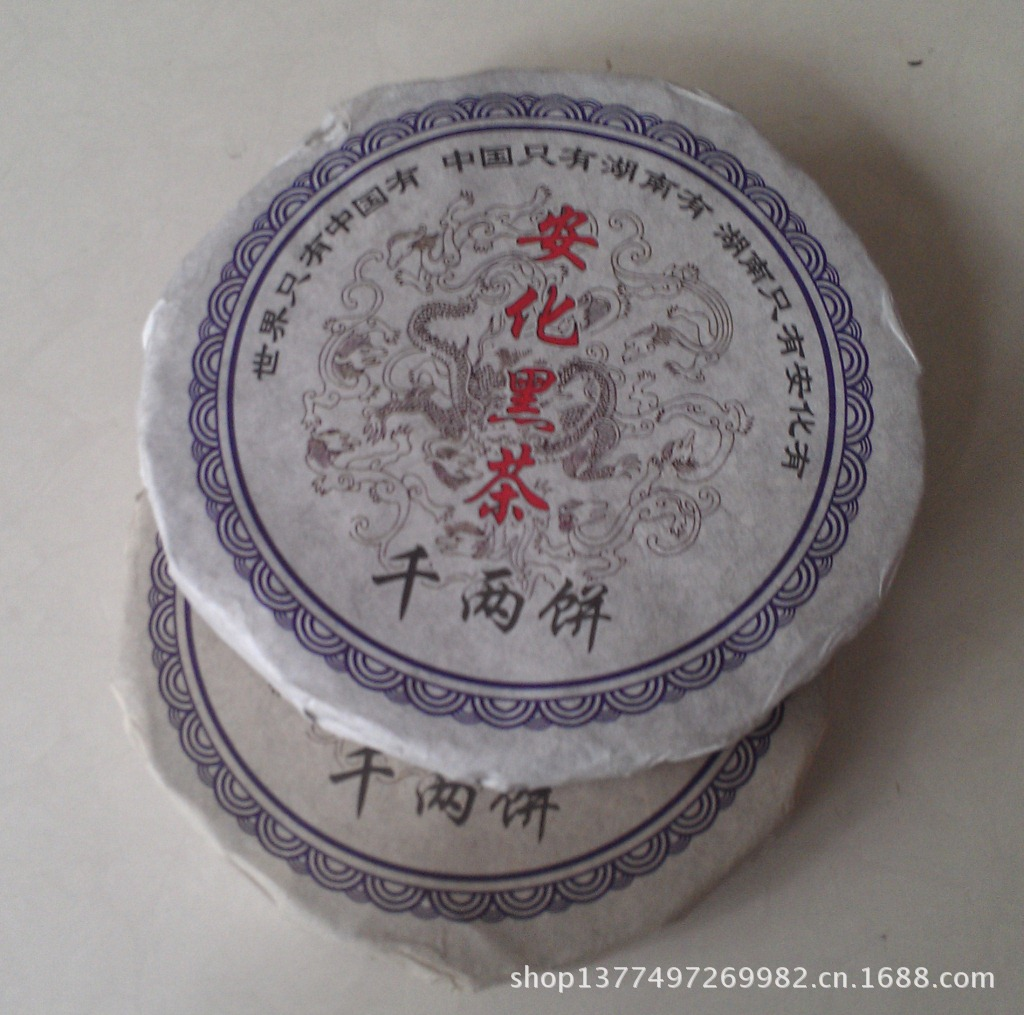 世界只有中国有 中国只有湖南有 湖南只有安化有
安化黑茶
千两饼
千两饼
shop1377497269982.cn.1688.com